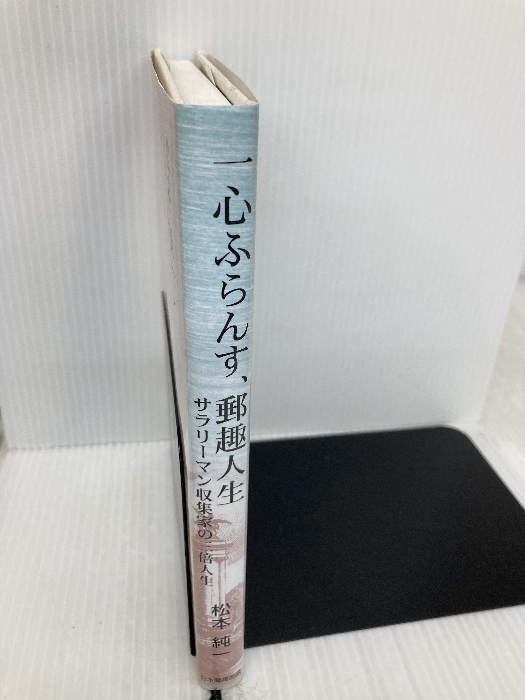 一心ふらんす、郵趣人生
サラリーマン収集家の二倍人生
松本 純一